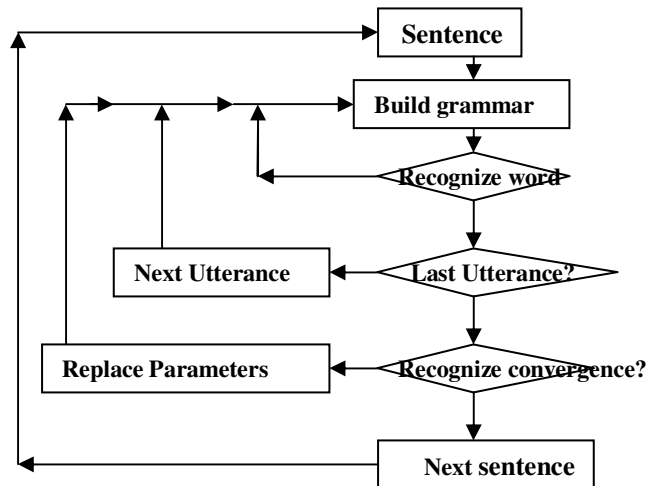 Sentence
Build grammar
Recognize word
Next Utterance
Last Utterance?
Replace Parameters
Recognize convergence?
Next sentence